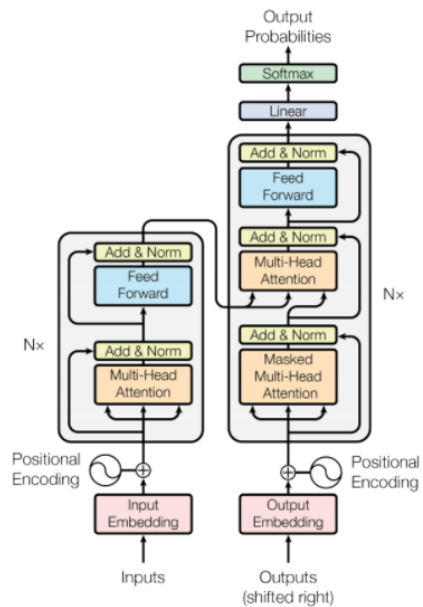 Output
Probabilities
Softmax
Linear
Add & Norm
Feed
Forward
Add & Norm
Multi-Head
Attention
Add & Norm
Masked
Multi-Head
Attention
N×
Add & Norm
Feed
Forward
Add & Norm
Multi-Head
Attention
N×
Positional
Encoding
Positional
Encoding
Input
Embedding
Output
Embedding
Inputs
Outputs
(shifted right)